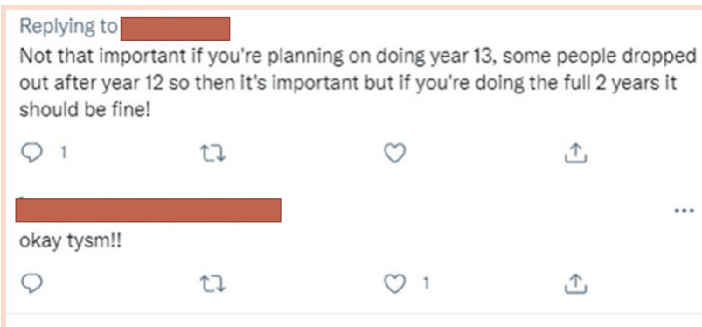 Replying to
Not that important if you're planning on doing year 13, some people dropped
out after year 12 so then it's important but if you're doing the full 2 years it
should be fine!
1
okay tysm!!
1